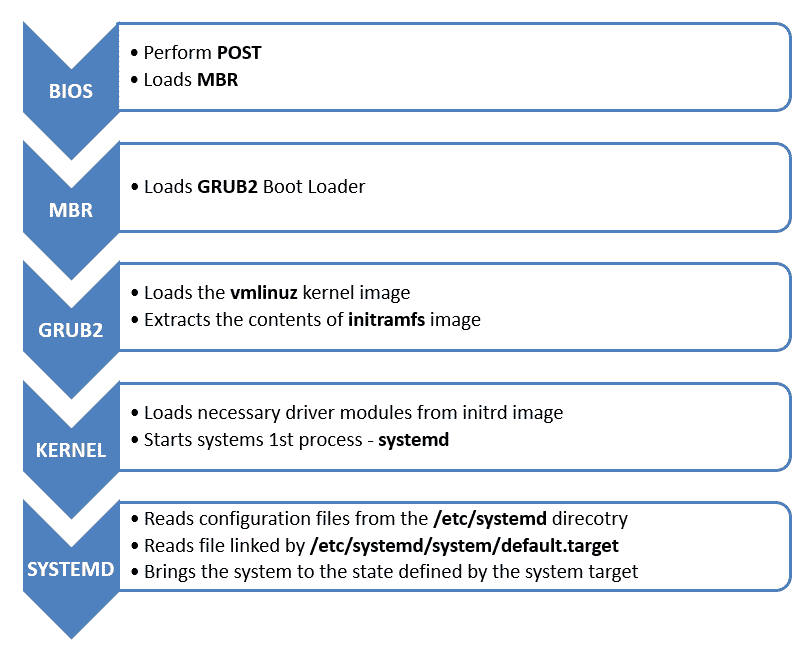 BIOS
• Perform POST
• Loads MBR
MBR
• Loads GRUB2 Boot Loader
GRUB2
• Loads the vmlinuz kernel image
• Extracts the contents of initramfs image
KERNEL
• Loads necessary driver modules from initrd image
• Starts systems 1st process - systemd
SYSTEMD
• Reads configuration files from the /etc/systemd direcotry
• Reads file linked by /etc/systemd/system/default.target
• Brings the system to the state defined by the system target